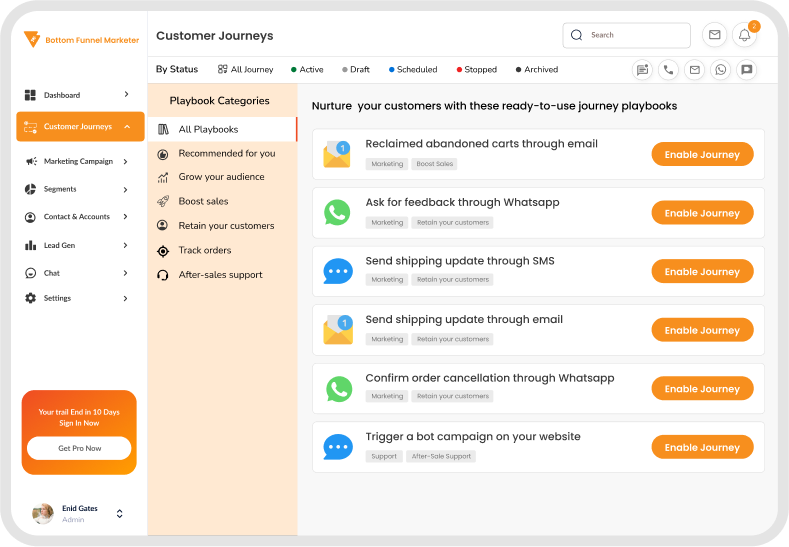 Bottom Funnel Marketer
Customer Journeys
Search
2
By Status
All Journey
Active
Draft
Scheduled
Stopped
Archived
Dashboard
Customer Journeys
Marketing Campaign
Segments
Contact & Accounts
Lead Gen
Chat
Settings
Your trail End in 10 Days
Sign In Now
Get Pro Now
Enid Gates
Admin
Playbook Categories
All Playbooks
Recommended for you
Grow your audience
Boost sales
Retain your customers
Track orders
After-sales support
Nurture your customers with these ready-to-use journey playbooks
1
Reclaimed abandoned carts through email
Marketing
Boost Sales
Enable Journey
Ask for feedback through Whatsapp
Marketing
Retain your customers
Enable Journey
Send shipping update through SMS
Marketing
Retain your customers
Enable Journey
1
Send shipping update through email
Marketing
Retain your customers
Enable Journey
Confirm order cancellation through Whatsapp
Marketing
Retain your customers
Enable Journey
Trigger a bot campaign on your website
Support
After-Sale Support
Enable Journey